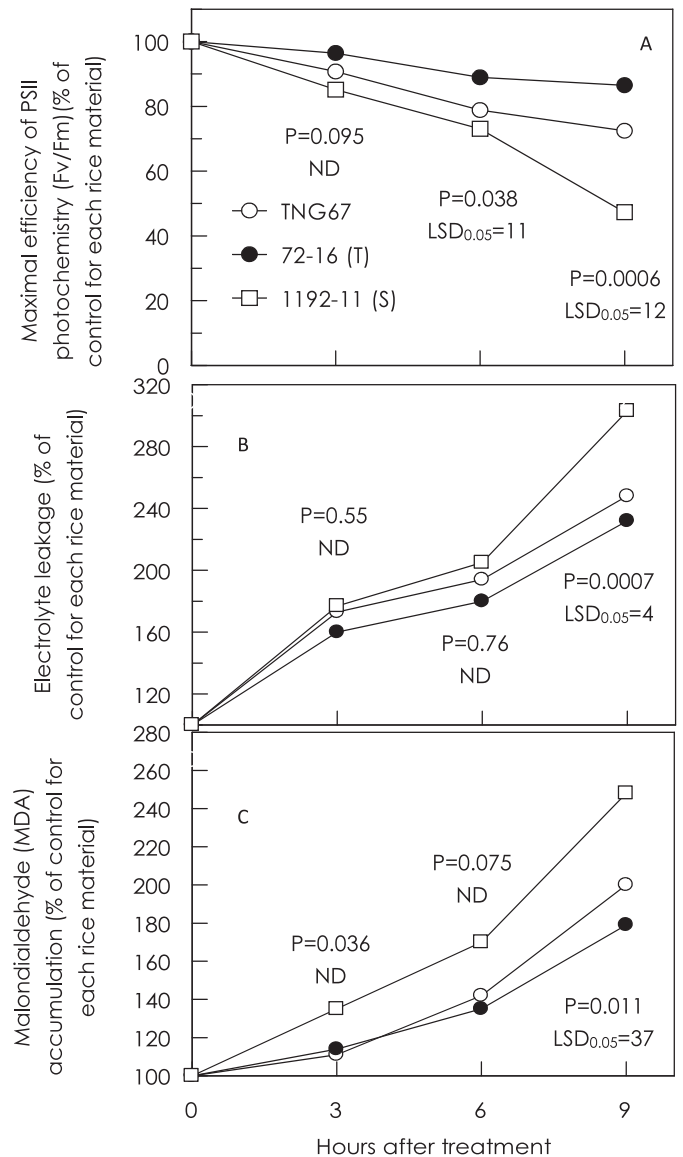 Maximal efficiency of PSII
photochemistry (Fv/Fm)(% of
control for each rice material)
100
80
60
40
20
0
A
P=0.095
ND
P=0.038
LSD0.05=11
P=0.0006
LSD0.05=12
TNG67
72-16 (T)
1192-11 (S)
Electrolyte leakage (% of
control for each rice material)
320
280
240
200
160
120
B
P=0.55
ND
P=0.76
ND
P=0.0007
LSD0.05=4
Malondialdehyde (MDA)
accumulation (% of control for
each rice material)
280
260
240
220
200
180
160
140
120
100
C
P=0.036
ND
P=0.075
ND
P=0.011
LSD0.05=37
0 3 6 9
Hours after treatment